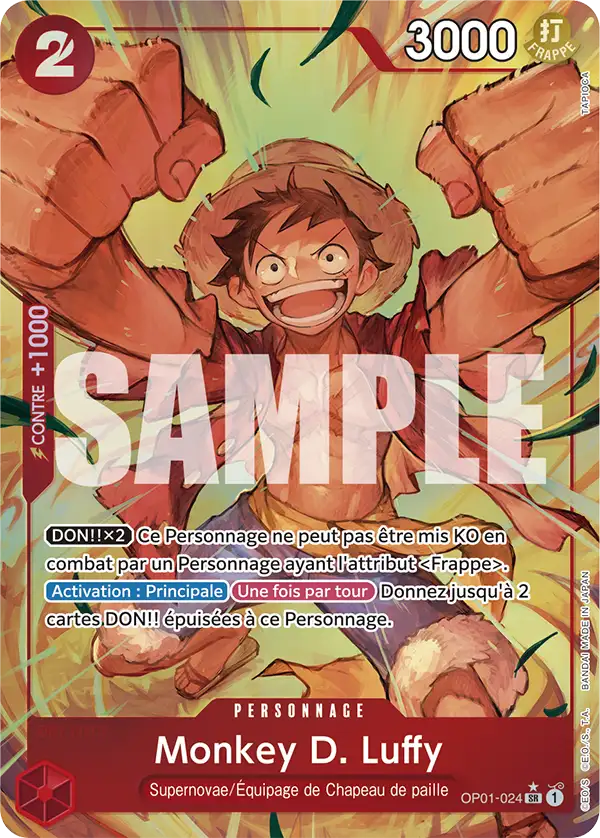 2
3000
打
FRAPPE
TAPIOCA
CONTRE +1000
SAMPLE
DON!!×2 Ce Personnage ne peut pas être mis KO en
combat par un Personnage ayant l'attribut <Frappe>.
Activation : Principale Une fois par tour Donnez jusqu'à 2
cartes DON!! épuisées à ce Personnage.
PERSONNAGE
Monkey D. Luffy
Supernovae/Équipage de Chapeau de paille
OP01-024 SR 1
©E.O/S ©E.O./S., T.A. BANDAI MADE IN JAPAN